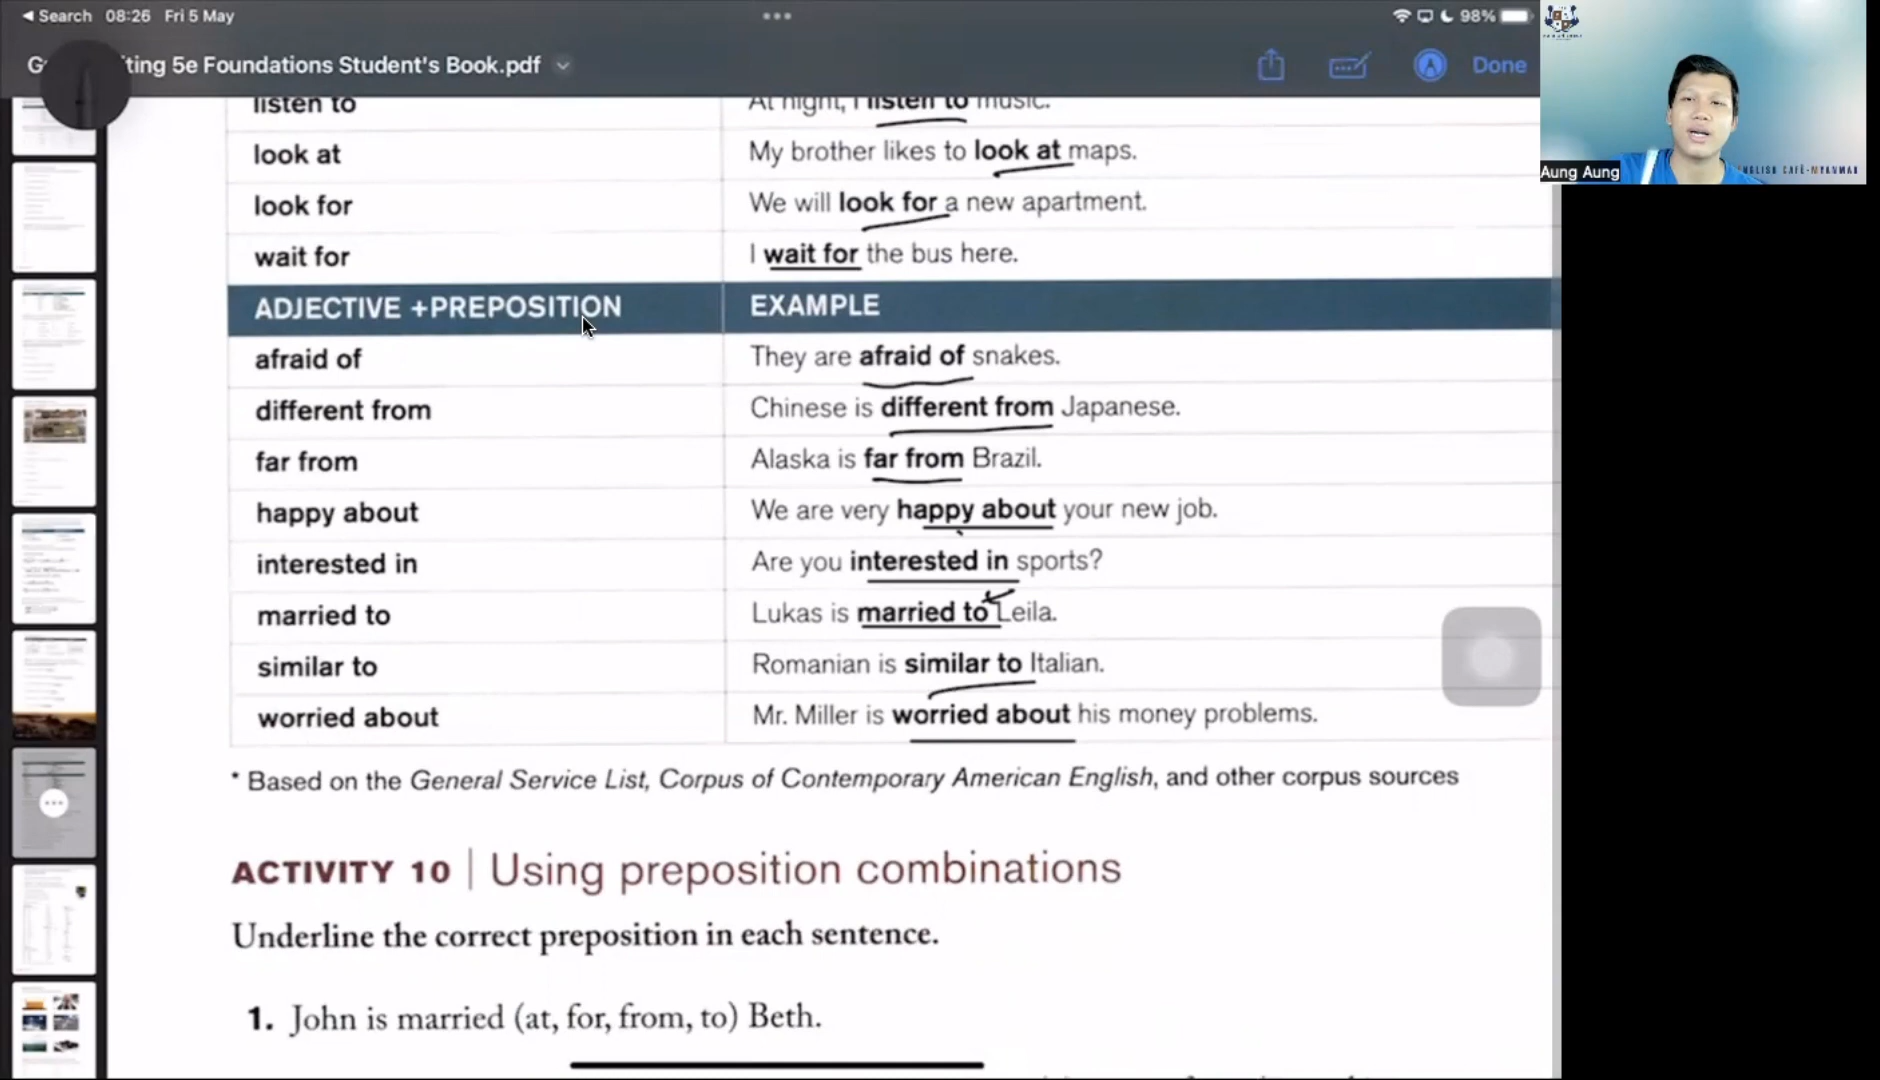 Search 08:26 Fri 5 May
98%
ting 5e Foundations Student's Book.pdf
Done
Aung Aung
listen to At night, I listen to music.
look at My brother likes to look at maps.
look for We will look for a new apartment.
wait for I wait for the bus here.
ADJECTIVE +PREPOSITION EXAMPLE
afraid of They are afraid of snakes.
different from Chinese is different from Japanese.
far from Alaska is far from Brazil.
happy about We are very happy about your new job.
interested in Are you interested in sports?
married to Lukas is married to Leila.
similar to Romanian is similar to Italian.
worried about Mr. Miller is worried about his money problems.
* Based on the General Service List, Corpus of Contemporary American English, and other corpus sources
ACTIVITY 10 | Using preposition combinations
Underline the correct preposition in each sentence.
1. John is married (at, for, from, to) Beth.